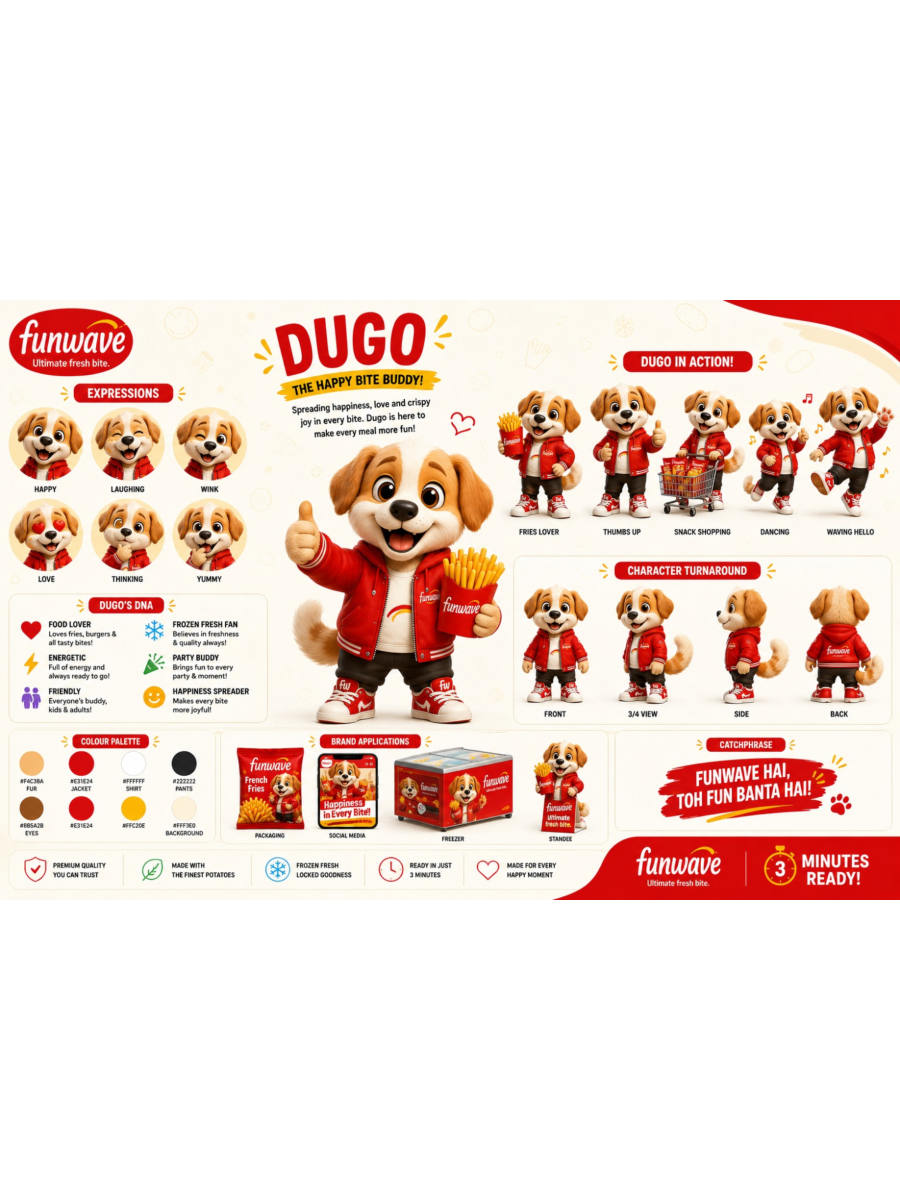 funwave
Ultimate fresh bite.
DUGO
THE HAPPY BITE BUDDY!
Spreading happiness, love and crispy
joy in every bite. Dugo is here to
make every meal more fun!
EXPRESSIONS
HAPPY
LAUGHING
WINK
LOVE
THINKING
YUMMY
DUGO'S DNA
FOOD LOVER
Loves fries, burgers &
all tasty bites!
FROZEN FRESH FAN
Believes in freshness
& quality always!
ENERGETIC
Full of energy and
always ready to go!
PARTY BUDDY
Brings fun to every
party & moment!
FRIENDLY
Everyone's buddy,
kids & adults!
HAPPINESS SPREADER
Makes every bite
more joyful!
funwave
funwave
fw
fw
DUGO IN ACTION!
funwave
FRIES LOVER
THUMBS UP
SNACK SHOPPING
DANCING
WAVING HELLO
CHARACTER TURNAROUND
funwave
FRONT
3/4 VIEW
SIDE
BACK
COLOUR PALETTE
#F4C38A
FUR
#E31E24
JACKET
#FFFFFF
SHIRT
#222222
PANTS
#8B5A2B
EYES
#E31E24
#FFC20E
#FFF3E0
BACKGROUND
BRAND APPLICATIONS
funwave
French
Fries
PACKAGING
Happiness
in Every Bite!
SOCIAL MEDIA
funwave
funwave
FREEZER
funwave
Ultimate
fresh bite.
STANDEE
CATCHPHRASE
FUNWAVE HAI,
TOH FUN BANTA HAI!
PREMIUM QUALITY
YOU CAN TRUST
MADE WITH
THE FINEST POTATOES
FROZEN FRESH
LOCKED GOODNESS
READY IN JUST
3 MINUTES
MADE FOR EVERY
HAPPY MOMENT
funwave
Ultimate fresh bite.
3
MINUTES
READY!